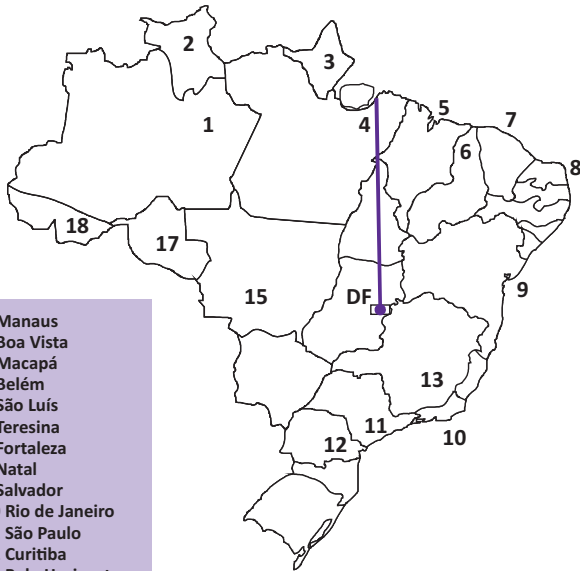 2
3
1
4
5
7
6
8
18
17
15
DF
9
13
11
10
12
Manaus
Boa Vista
Macapá
Belém
São Luís
Teresina
Fortaleza
Natal
Salvador
Rio de Janeiro
São Paulo
Curitiba